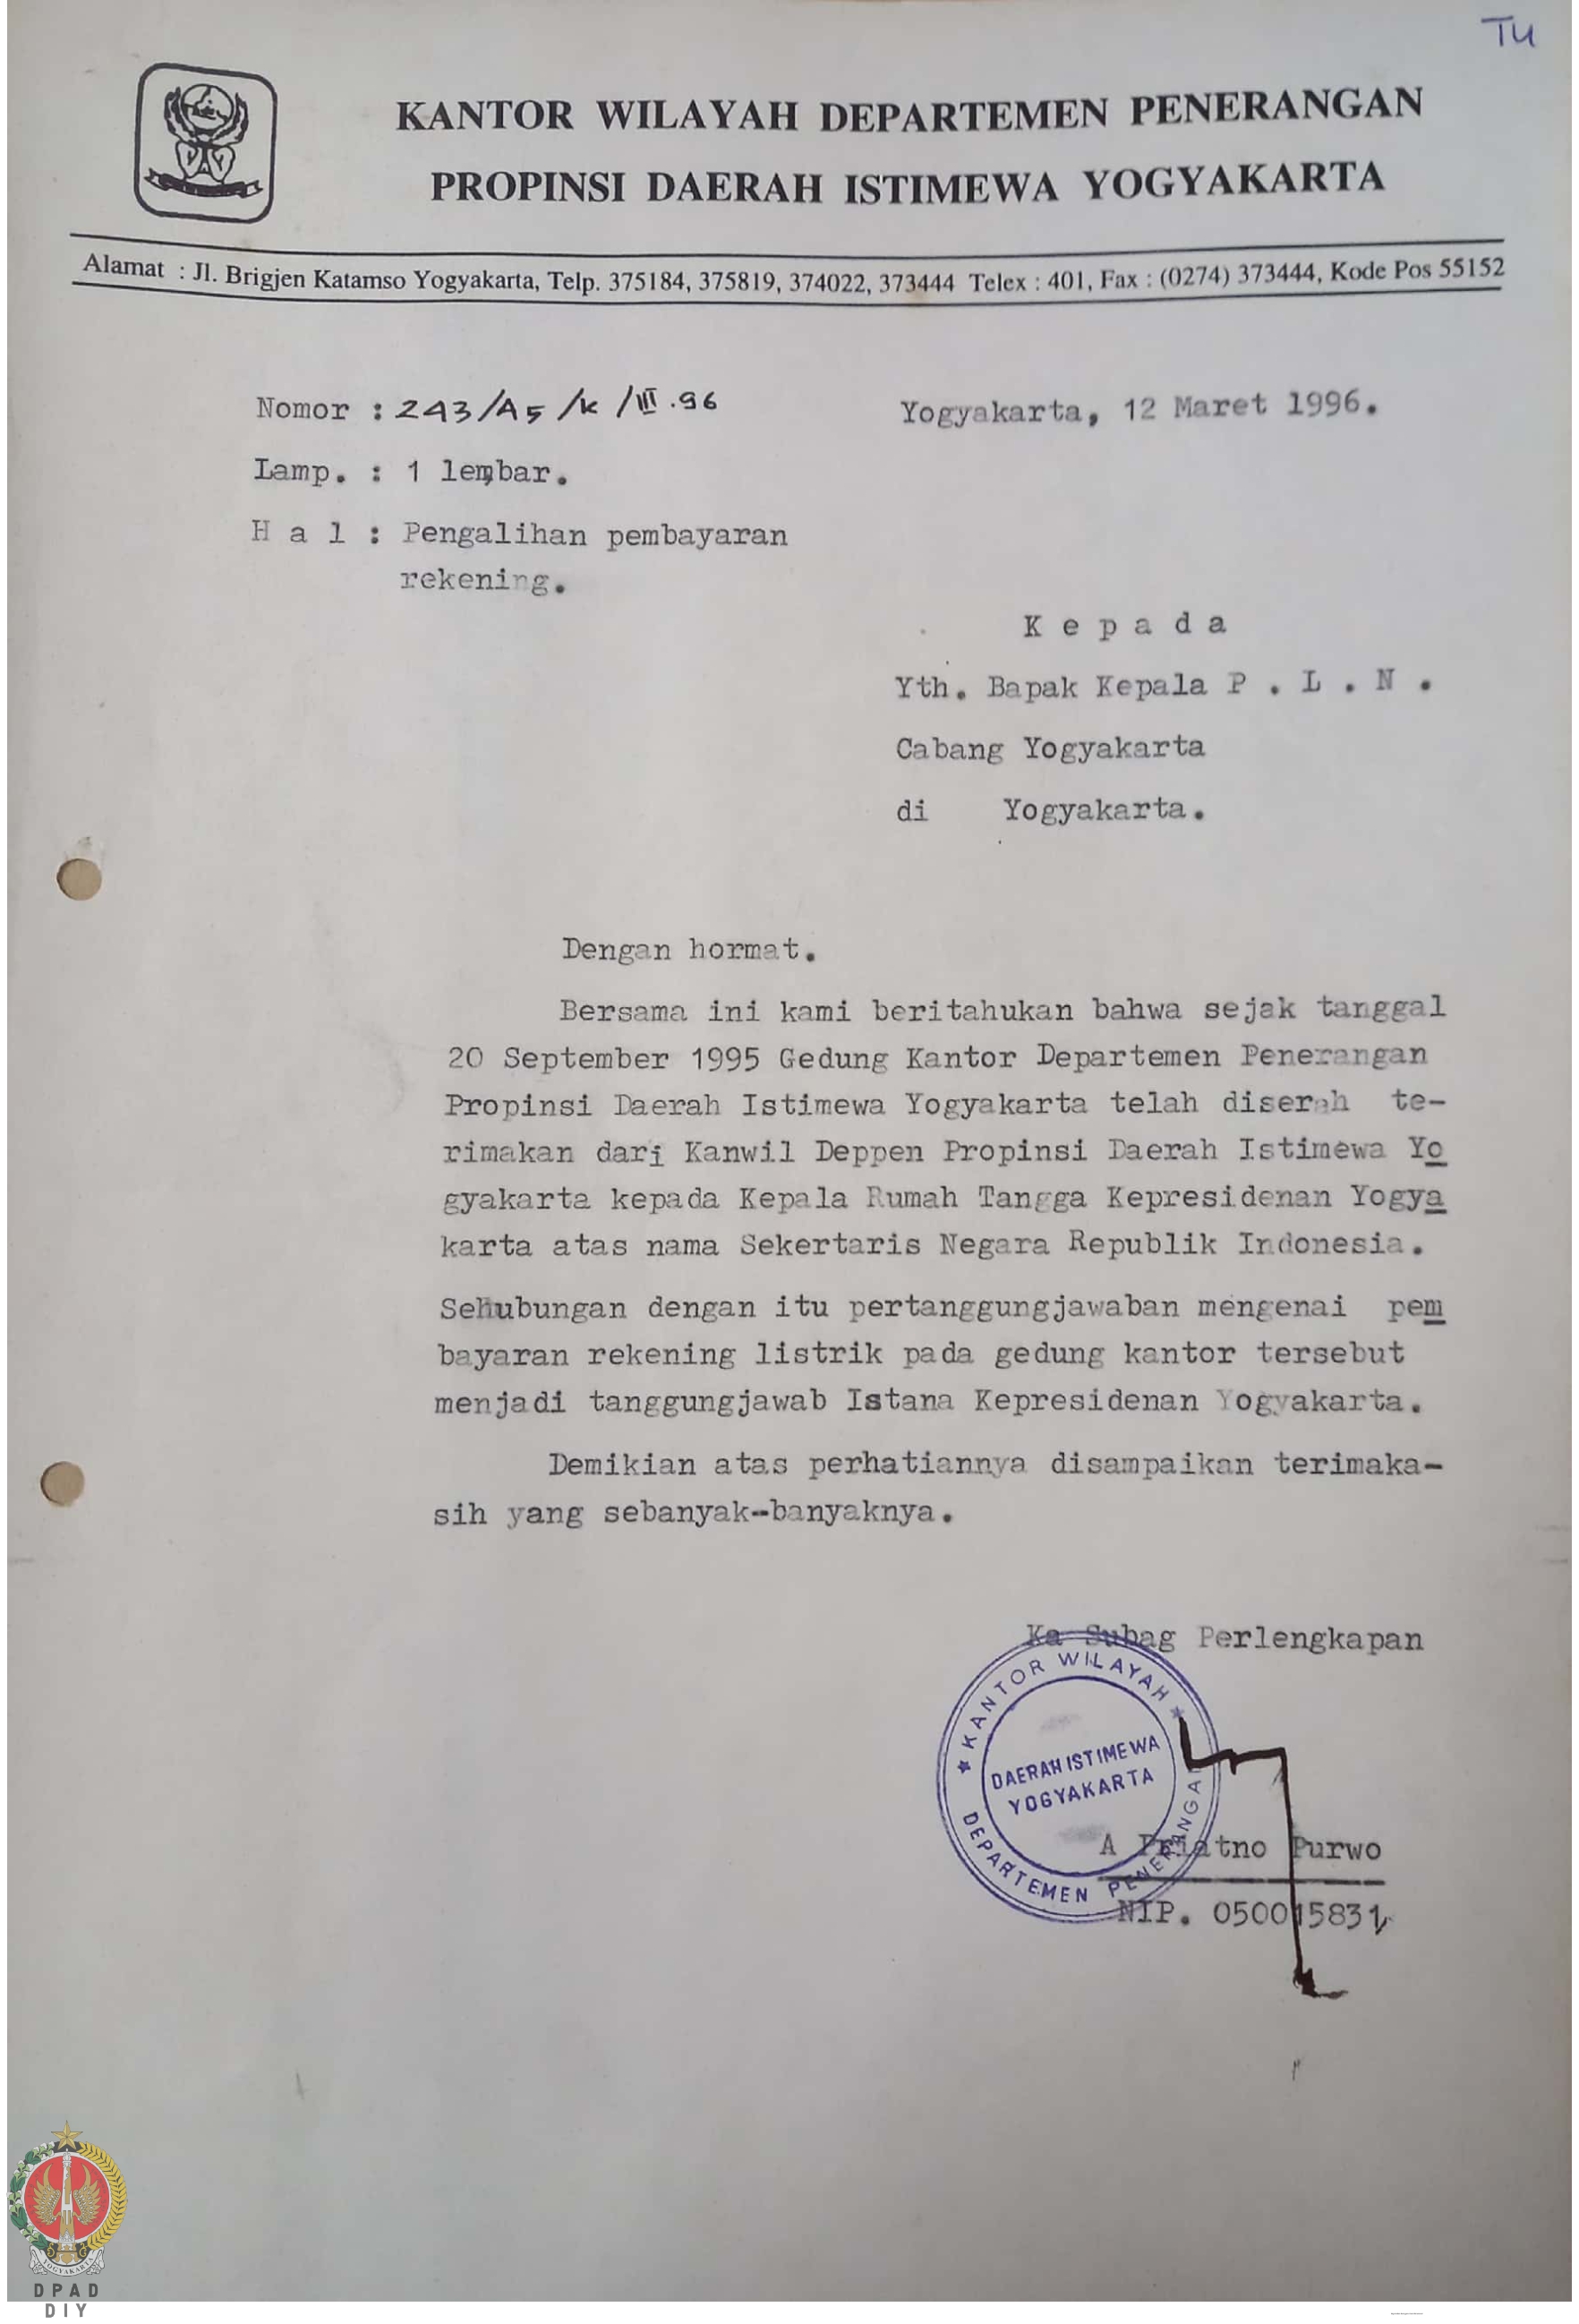 TU
KANTOR WILAYAH DEPARTEMEN PENERANGAN
PROPINSI DAERAH ISTIMEWA YOGYAKARTA
Alamat : Jl. Brigjen Katamso Yogyakarta, Telp. 375184, 375819, 374022, 373444 Telex : 401, Fax : (0274) 373444, Kode Pos 55152
Nomor : 243/A5/K/III.96
Yogyakarta, 12 Maret 1996.
Lamp. : 1 lembar.
H a l : Pengalihan pembayaran
rekening.
K e p a d a
Yth. Bapak Kepala P . L . N .
Cabang Yogyakarta
di Yogyakarta.
Dengan hormat.
Bersama ini kami beritahukan bahwa sejak tanggal
20 September 1995 Gedung Kantor Departemen Penerangan
Propinsi Daerah Istimewa Yogyakarta telah diserah te-
rimakan dari Kanwil Deppen Propinsi Daerah Istimewa Yo
gyakarta kepada Kepala Rumah Tangga Kepresidenan Yogya
karta atas nama Sekertaris Negara Republik Indonesia.
Sehubungan dengan itu pertanggungjawaban mengenai pem
bayaran rekening listrik pada gedung kantor tersebut
menjadi tanggungjawab Istana Kepresidenan Yogyakarta.
Demikian atas perhatiannya disampaikan terimaka-
sih yang sebanyak-banyaknya.
Ka Subag Perlengkapan
KANTOR WILAYAH
DAERAH ISTIMEWA
YOGYAKARTA
DEPARTEMEN PENERANGAN
A Priatno Purwo
NIP. 050015831
YOGYAKARTA
DPAD
DIY